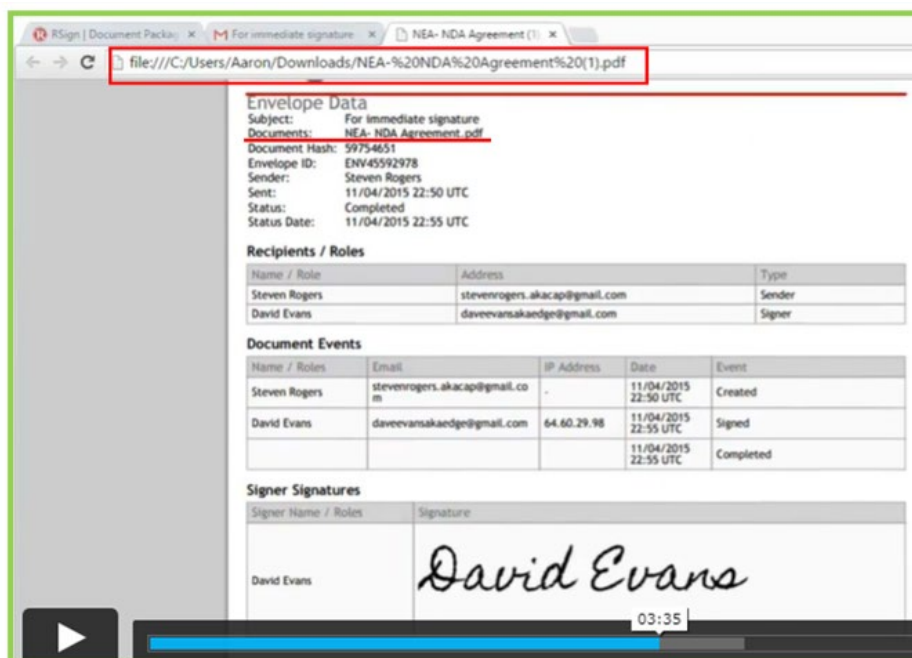 RSign | Document Packag
For immediate signature
NEA- NDA Agreement (1)
file:///C:/Users/Aaron/Downloads/NEA-%20NDA%20Agreement%20(1).pdf
Envelope Data
Subject: For immediate signature
Documents: NEA- NDA Agreement.pdf
Document Hash: 59754651
Envelope ID: ENV45592978
Sender: Steven Rogers
Sent: 11/04/2015 22:50 UTC
Status: Completed
Status Date: 11/04/2015 22:55 UTC
Recipients / Roles
Name / Role Address Type
Steven Rogers stevenrogers.akacap@gmail.com Sender
David Evans daveevansakaedge@gmail.com Signer
Document Events
Name / Roles Email IP Address Date Event
Steven Rogers stevenrogers.akacap@gmail.co
m - 11/04/2015
22:50 UTC Created
David Evans daveevansakaedge@gmail.com 64.60.29.98 11/04/2015
22:55 UTC Signed
11/04/2015
22:55 UTC Completed
Signer Signatures
Signer Name / Roles Signature
David Evans David Evans
03:35